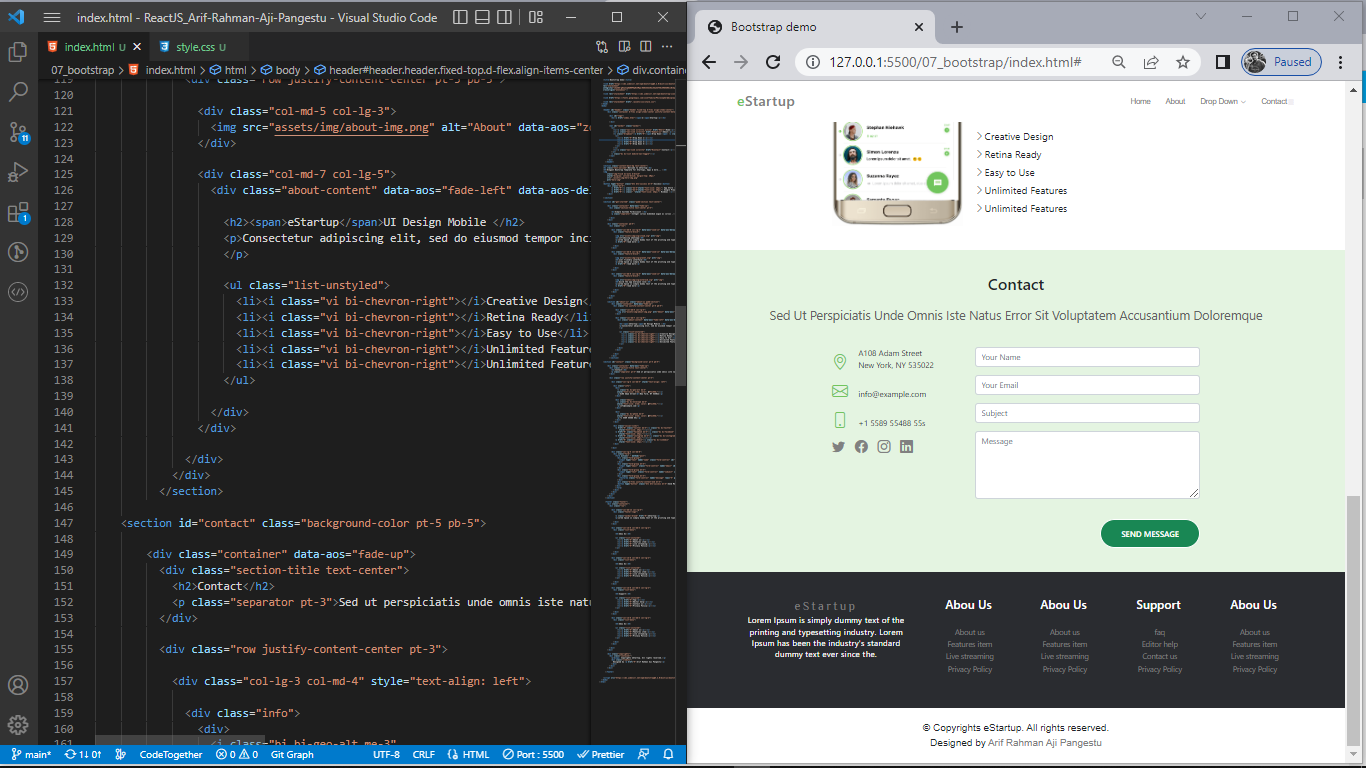 index.html - ReactJS_Arif-Rahman-Aji-Pangestu - Visual Studio Code
index.html U
style.css U
07_bootstrap > index.html > html > body > header#header.header.fixed-top.d-flex.align-items-center > div.containe
119 <div class="row justify-content-center pt-5 pb-5">
120
121 <div class="col-md-5 col-lg-3">
122 <img src="assets/img/about-img.png" alt="About" data-aos="zo
123 </div>
124
125 <div class="col-md-7 col-lg-5">
126 <div class="about-content" data-aos="fade-left" data-aos-del
127
128 <h2><span>eStartup</span>UI Design Mobile </h2>
129 <p>Consectetur adipiscing elit, sed do eiusmod tempor inci
130 </p>
131
132 <ul class="list-unstyled">
133 <li><i class="vi bi-chevron-right"></i>Creative Design<
134 <li><i class="vi bi-chevron-right"></i>Retina Ready</li
135 <li><i class="vi bi-chevron-right"></i>Easy to Use</li>
136 <li><i class="vi bi-chevron-right"></i>Unlimited Feature
137 <li><i class="vi bi-chevron-right"></i>Unlimited Feature
138 </ul>
139
140 </div>
141 </div>
142
143 </div>
144 </div>
145 </section>
146
147 <section id="contact" class="background-color pt-5 pb-5">
148
149 <div class="container" data-aos="fade-up">
150 <div class="section-title text-center">
151 <h2>Contact</h2>
152 <p class="separator pt-3">Sed ut perspiciatis unde omnis iste natu
153 </div>
154
155 <div class="row justify-content-center pt-3">
156
157 <div class="col-lg-3 col-md-4" style="text-align: left">
158
159 <div class="info">
160 <div>
161 <i class="bi bi-geo-alt me-3"
11
1
main*
1↓ 0↑
CodeTogether
0
0
Git Graph
UTF-8
CRLF
HTML
Port : 5500
Prettier
Bootstrap demo
127.0.0.1:5500/07_bootstrap/index.html#
Paused
eStartup
Home
About
Drop Down
Contact
Stephan Niehaels
Simon Lorenza
Suzanna Reyez
Creative Design
Retina Ready
Easy to Use
Unlimited Features
Unlimited Features
Contact
Sed Ut Perspiciatis Unde Omnis Iste Natus Error Sit Voluptatem Accusantium Doloremque
A108 Adam Street
New York, NY 535022
info@example.com
+1 5589 55488 55s
Your Name
Your Email
Subject
Message
SEND MESSAGE
eStartup
Lorem Ipsum is simply dummy text of the
printing and typesetting industry. Lorem
Ipsum has been the industry's standard
dummy text ever since the.
Abou Us
About us
Features item
Live streaming
Privacy Policy
Abou Us
About us
Features item
Live streaming
Privacy Policy
Support
faq
Editor help
Contact us
Privacy Policy
Abou Us
About us
Features item
Live streaming
Privacy Policy
© Copyrights eStartup. All rights reserved.
Designed by Arif Rahman Aji Pangestu